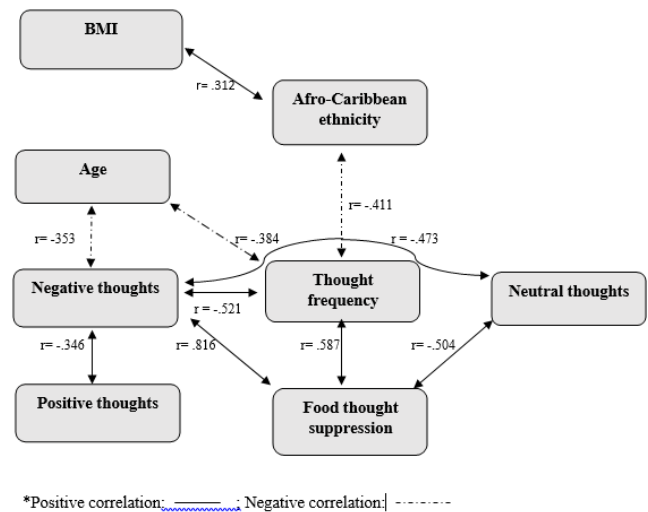 BMI
r= .312
Afro-Caribbean
ethnicity
Age
r= -.411
r= -353
r= -.384
r = -.473
Negative thoughts
Thought
frequency
Neutral thoughts
r = -.521
r= -.346
r= .816
r= .587
r= -.504
Positive thoughts
Food thought
suppression
*Positive correlation: ; Negative correlation: